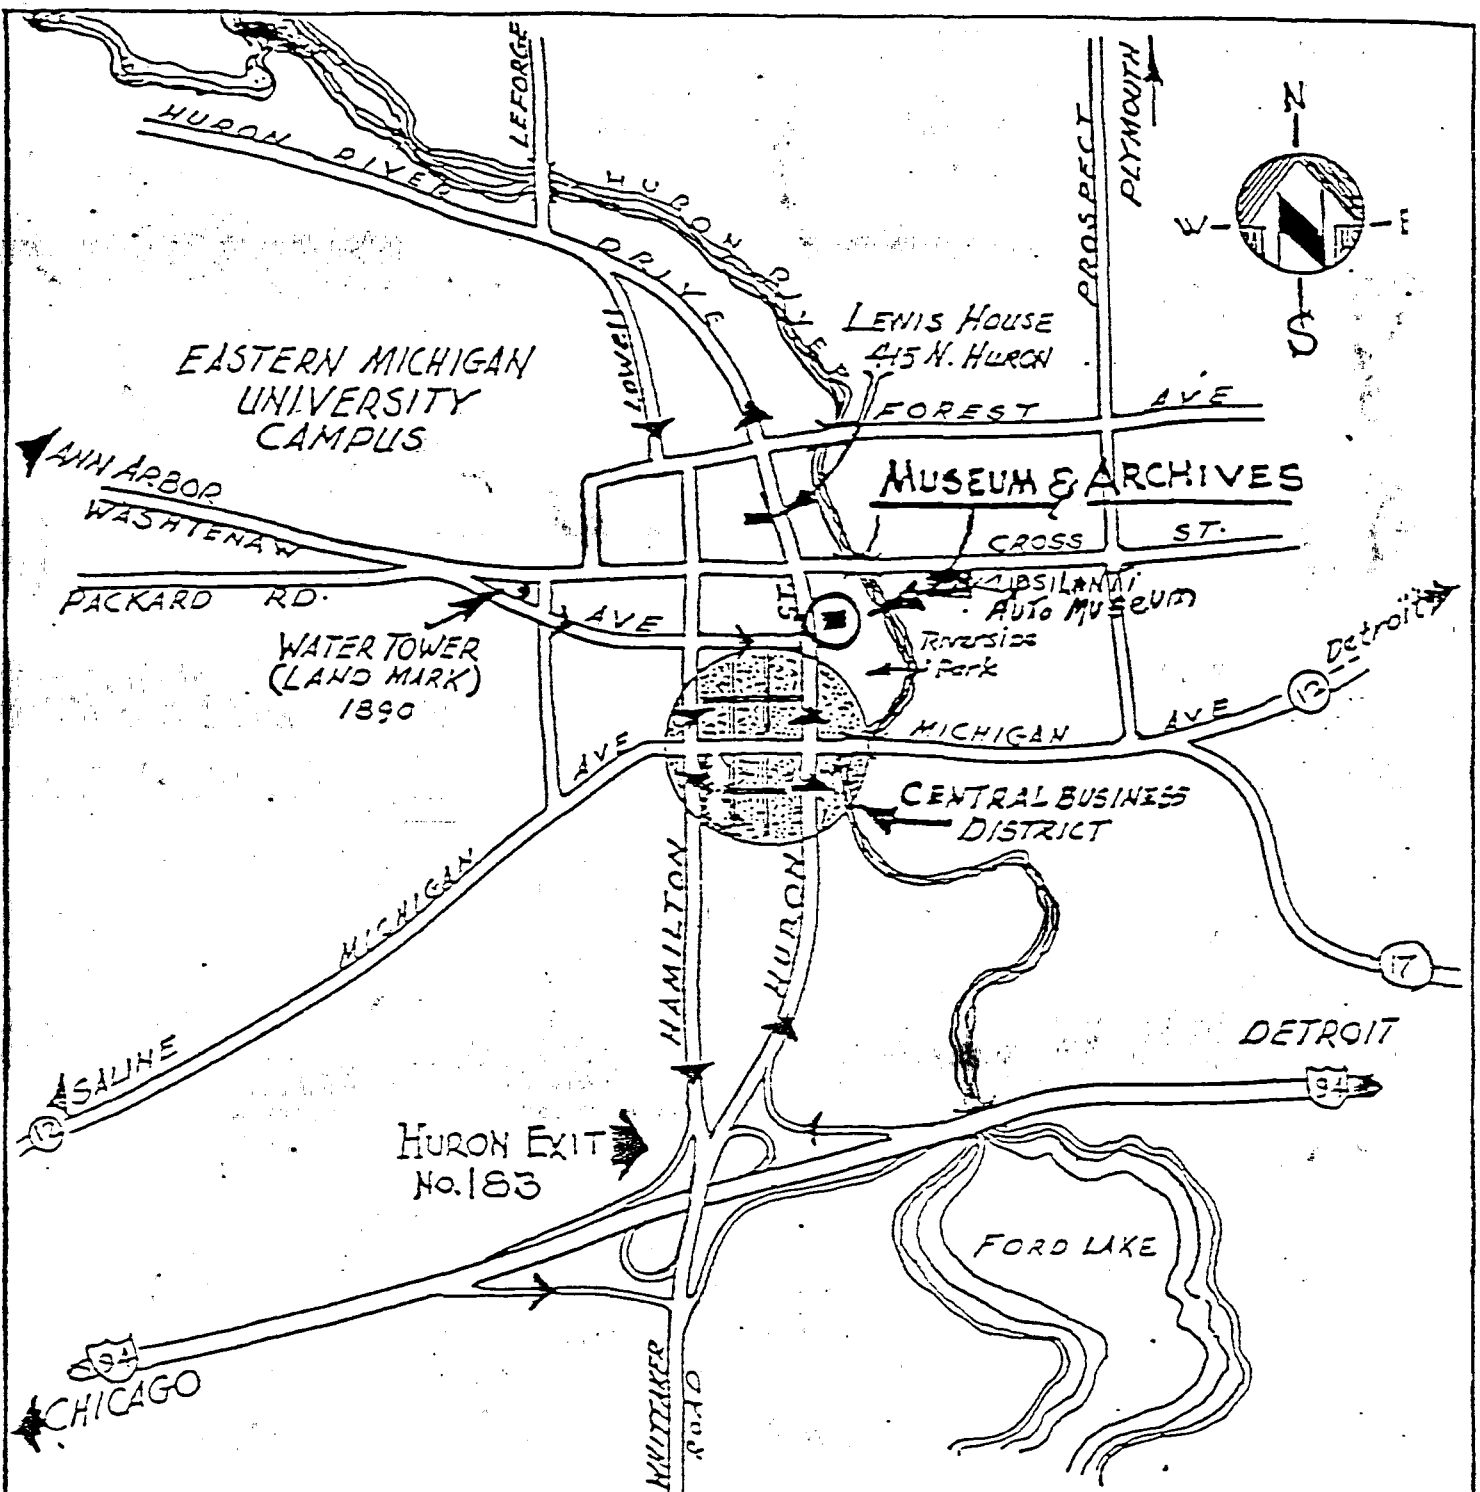 LEFORGE
PROSPECT
PLYMOUTH
N
W
E
S
HURON RIVER DRIVE
HURON RIVER
LEWIS HOUSE
415 N. HURON
EASTERN MICHIGAN
UNIVERSITY
CAMPUS
LOWELL
FOREST AVE
ANN ARBOR
WASHTENAW AVE
MUSEUM & ARCHIVES
CROSS ST.
PACKARD RD.
YPSILANTI
AUTO MUSEUM
ST.
WATER TOWER
(LAND MARK)
1890
Riverside
Park
Detroit
12
MICHIGAN AVE
AVE
CENTRAL BUSINESS
DISTRICT
MICHIGAN
HAMILTON
HURON
17
SALINE
12
DETROIT
94
HURON EXIT
No. 183
FORD LAKE
94
CHICAGO
WHITTAKER
ROAD